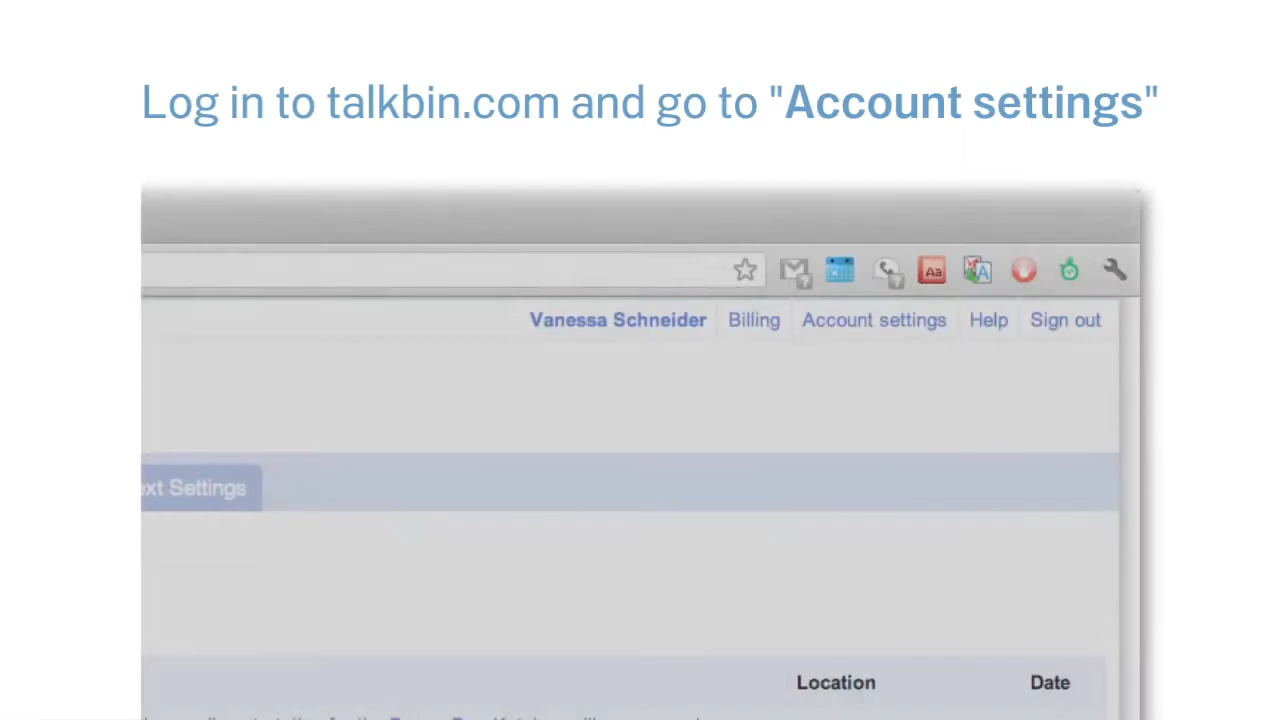 Log in to talkbin.com and go to "Account settings"
Vanessa Schneider Billing Account settings Help Sign out
ext Settings
Location Date